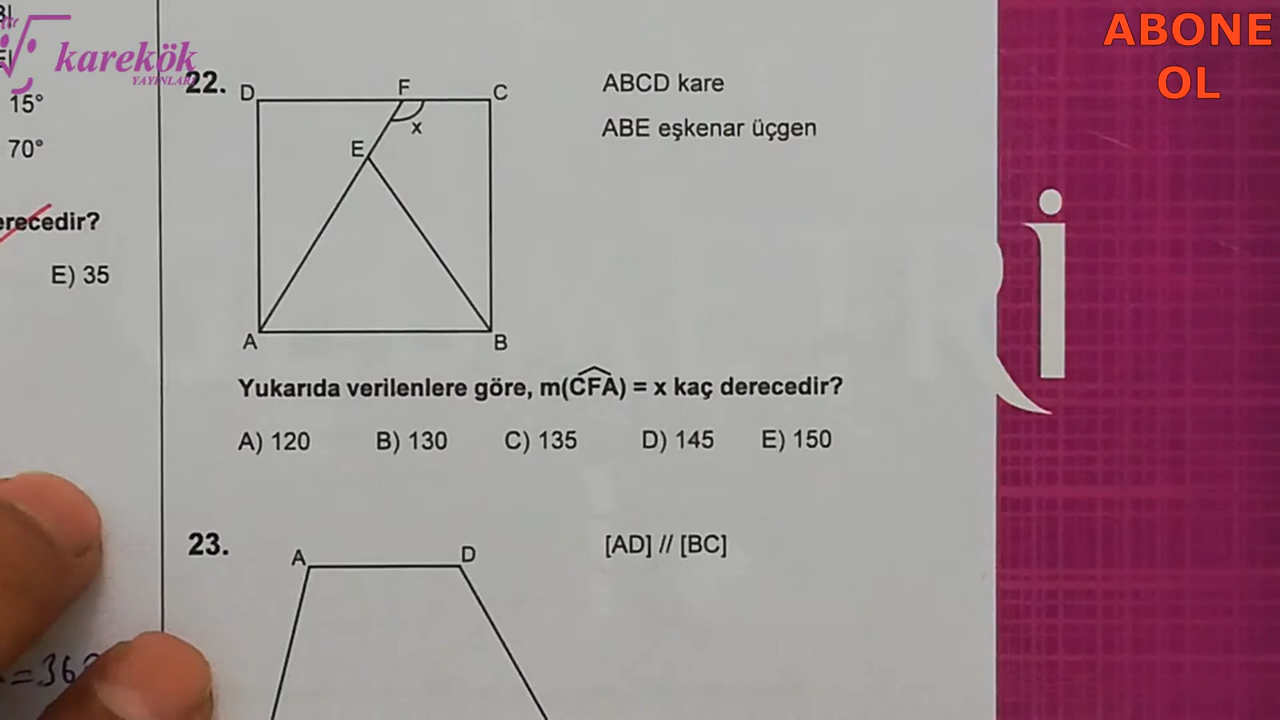 ABONE
OL
karekök
YAYINLARI
15°
70°
erecedir?
E) 35
22.
D F C
x
E
A B
ABCD kare
ABE eşkenar üçgen
Yukarıda verilenlere göre, m(CFA) = x kaç derecedir?
A) 120 B) 130 C) 135 D) 145 E) 150
23.
A D
[AD] // [BC]